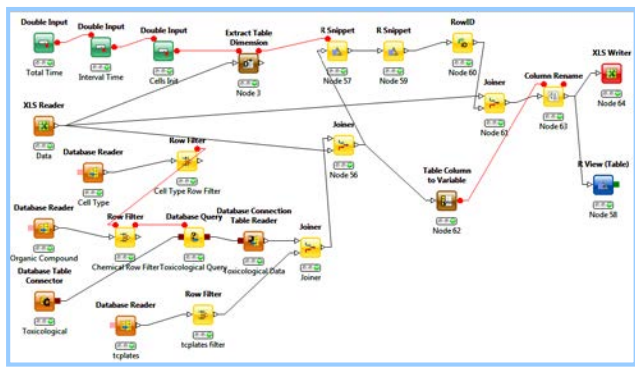 Double Input
Total Time
Double Input
Interval Time
Double Input
Cells Init
Extract Table
Dimension
Node 3
R Snippet
Node 57
R Snippet
Node 59
RowID
Node 60
XLS Reader
Data
Joiner
Node 61
Column Rename
Node 63
XLS Writer
Node 64
Database Reader
Cell Type
Row Filter
Cell Type Row Filter
Joiner
Node 56
Table Column
to Variable
Node 62
R View (Table)
Node 58
Database Reader
Organic Compound
Row Filter
Chemical Row Filter
Database Query
Toxicological Query
Database Connection
Table Reader
Toxicological Data
Joiner
Joiner
Database Table
Connector
Toxicological
Database Reader
tcplates
Row Filter
tcplates filter